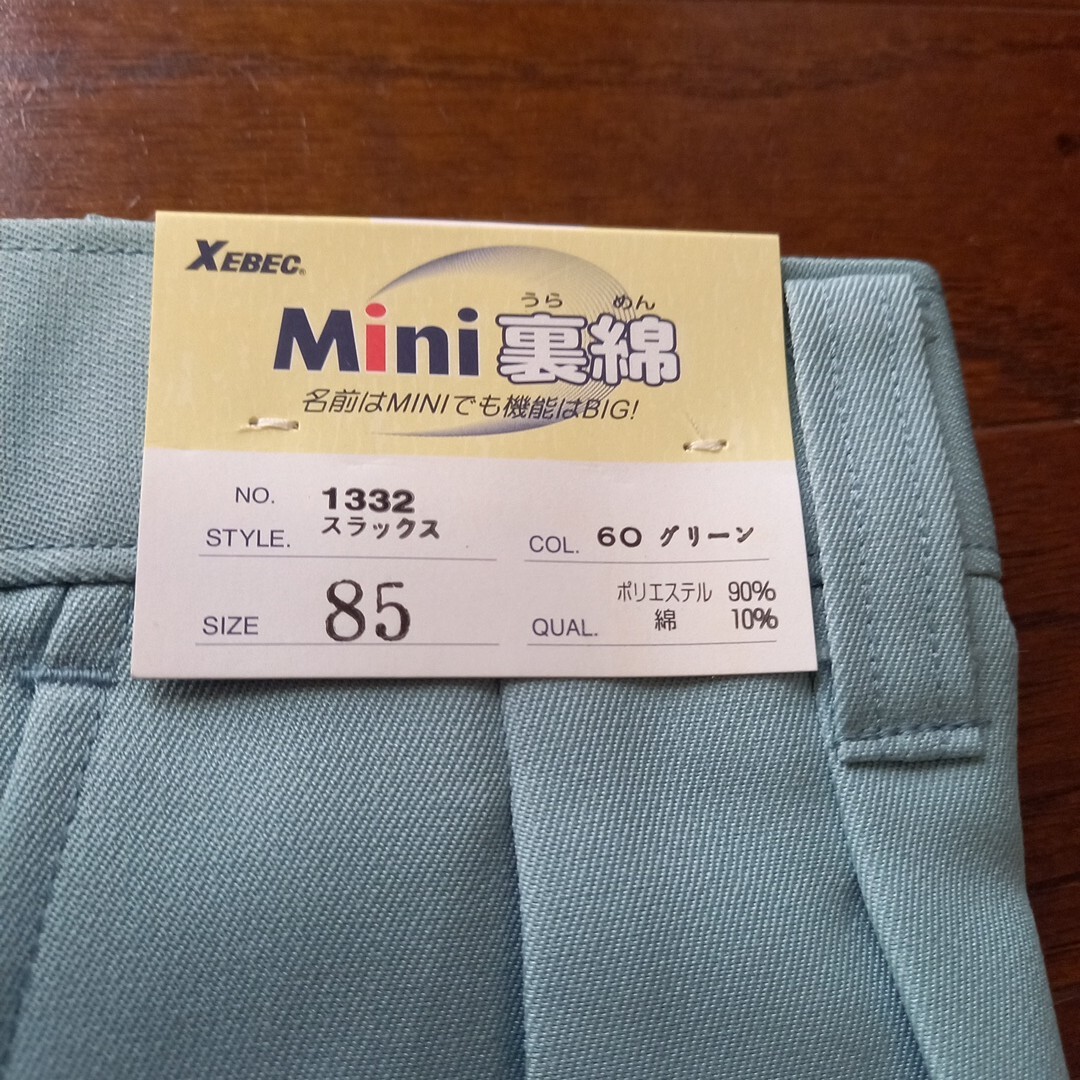 XEBEC®
うら めん
Mini 裏綿
名前はMINIでも機能はBIG!
NO. 1332
STYLE. スラックス
COL. 60 グリーン
SIZE 85
ポリエステル 90%
QUAL. 綿 10%